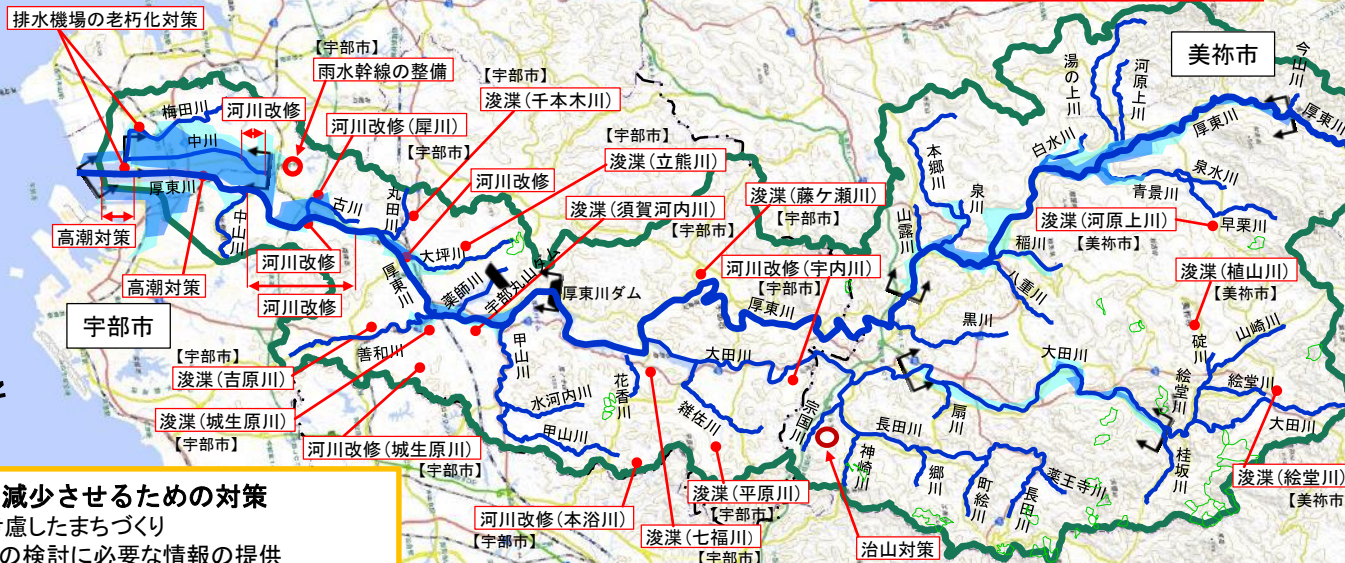 排水機場の老朽化対策
【宇部市】
雨水幹線の整備
梅田川
河川改修
中川
厚東川
高潮対策
高潮対策
中山川
河川改修(犀川)
【宇部市】
古川
河川改修
河川改修
宇部市
【宇部市】
浚渫(千本木川)
丸田川
河川改修
【宇部市】
浚渫(立熊川)
大坪川
浚渫(須賀河内川)
【宇部市】
厚東川
薬師川
宇部丸山ダム
厚東川ダム
善和川
【宇部市】
浚渫(吉原川)
浚渫(城生原川)
【宇部市】
河川改修(城生原川)
【宇部市】
甲山川
水河内川
甲山川
花香川
浚渫(藤ケ瀬川)
【宇部市】
河川改修(宇内川)
【宇部市】
厚東川
大田川
雑佐川
浚渫(平原川)
【宇部市】
河川改修(本浴川)
【宇部市】
浚渫(七福川)
【宇部市】
宗国川
治山対策
美祢市
湯の上川
河原上川
今山川
厚東川
厚東川
白水川
本郷川
泉川
山露川
泉水川
青景川
早栗川
浚渫(河原上川)
【美祢市】
稲川
八重川
黒川
浚渫(植山川)
【美祢市】
山崎川
碇川
大田川
絵堂川
絵堂川
大田川
浚渫(絵堂川)
【美祢市
扇川
長田川
神崎川
郷川
町絵川
長田川
薬王寺川
桂坂川
減少させるための対策
慮したまちづくり
の検討に必要な情報の提供